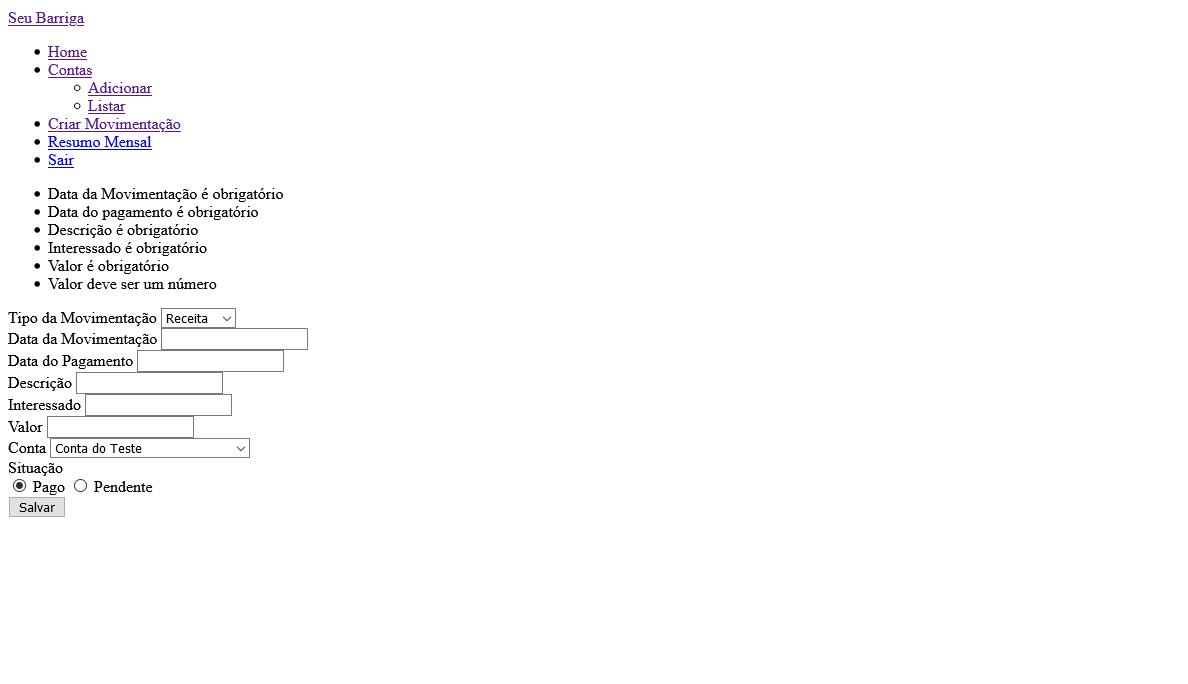 Seu Barriga
Home
Contas
Adicionar
Listar
Criar Movimentação
Resumo Mensal
Sair
Data da Movimentação é obrigatório
Data do pagamento é obrigatório
Descrição é obrigatório
Interessado é obrigatório
Valor é obrigatório
Valor deve ser um número
Tipo da Movimentação Receita
Data da Movimentação
Data do Pagamento
Descrição
Interessado
Valor
Conta Conta do Teste
Situação
Pago Pendente
Salvar